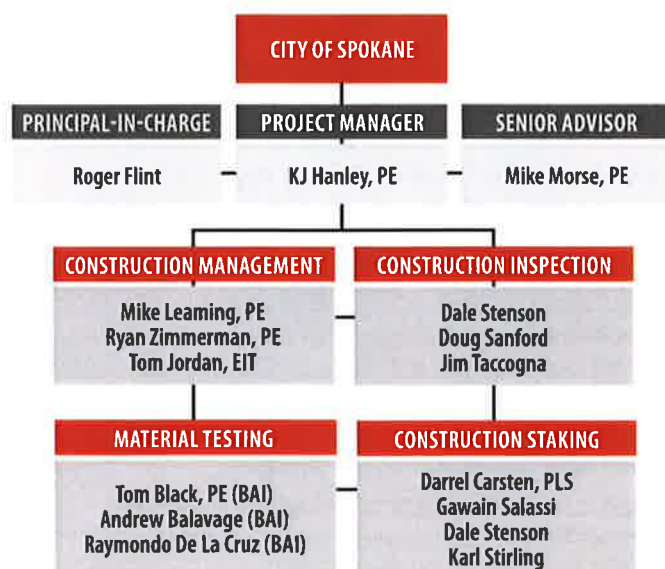 CITY OF SPOKANE
PRINCIPAL-IN-CHARGE
Roger Flint
PROJECT MANAGER
KJ Hanley, PE
SENIOR ADVISOR
Mike Morse, PE
CONSTRUCTION MANAGEMENT
Mike Leaming, PE
Ryan Zimmerman, PE
Tom Jordan, EIT
CONSTRUCTION INSPECTION
Dale Stenson
Doug Sanford
Jim Taccogna
MATERIAL TESTING
Tom Black, PE (BAI)
Andrew Balavage (BAI)
Raymondo De La Cruz (BAI)
CONSTRUCTION STAKING
Darrel Carsten, PLS
Gawain Salassi
Dale Stenson
Karl Stirling